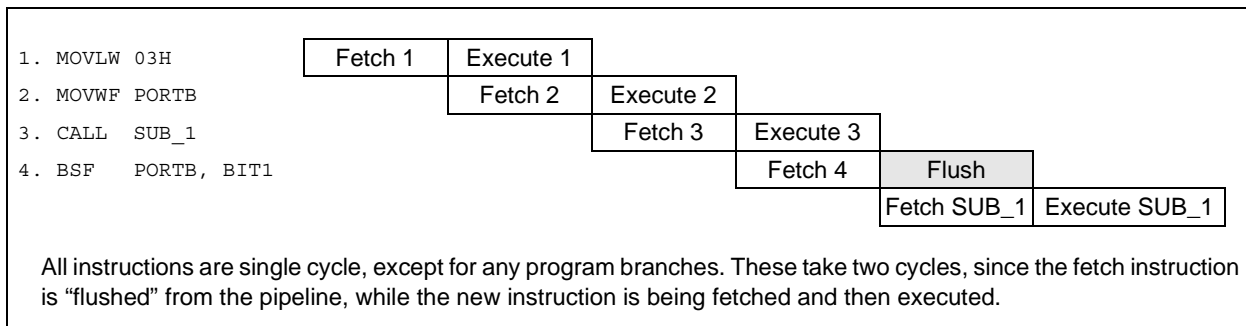 1. MOVLW 03H Fetch 1 Execute 1
2. MOVWF PORTB Fetch 2 Execute 2
3. CALL SUB_1 Fetch 3 Execute 3
4. BSF PORTB, BIT1 Fetch 4 Flush
Fetch SUB_1 Execute SUB_1
All instructions are single cycle, except for any program branches. These take two cycles, since the fetch instruction
is “flushed” from the pipeline, while the new instruction is being fetched and then executed.